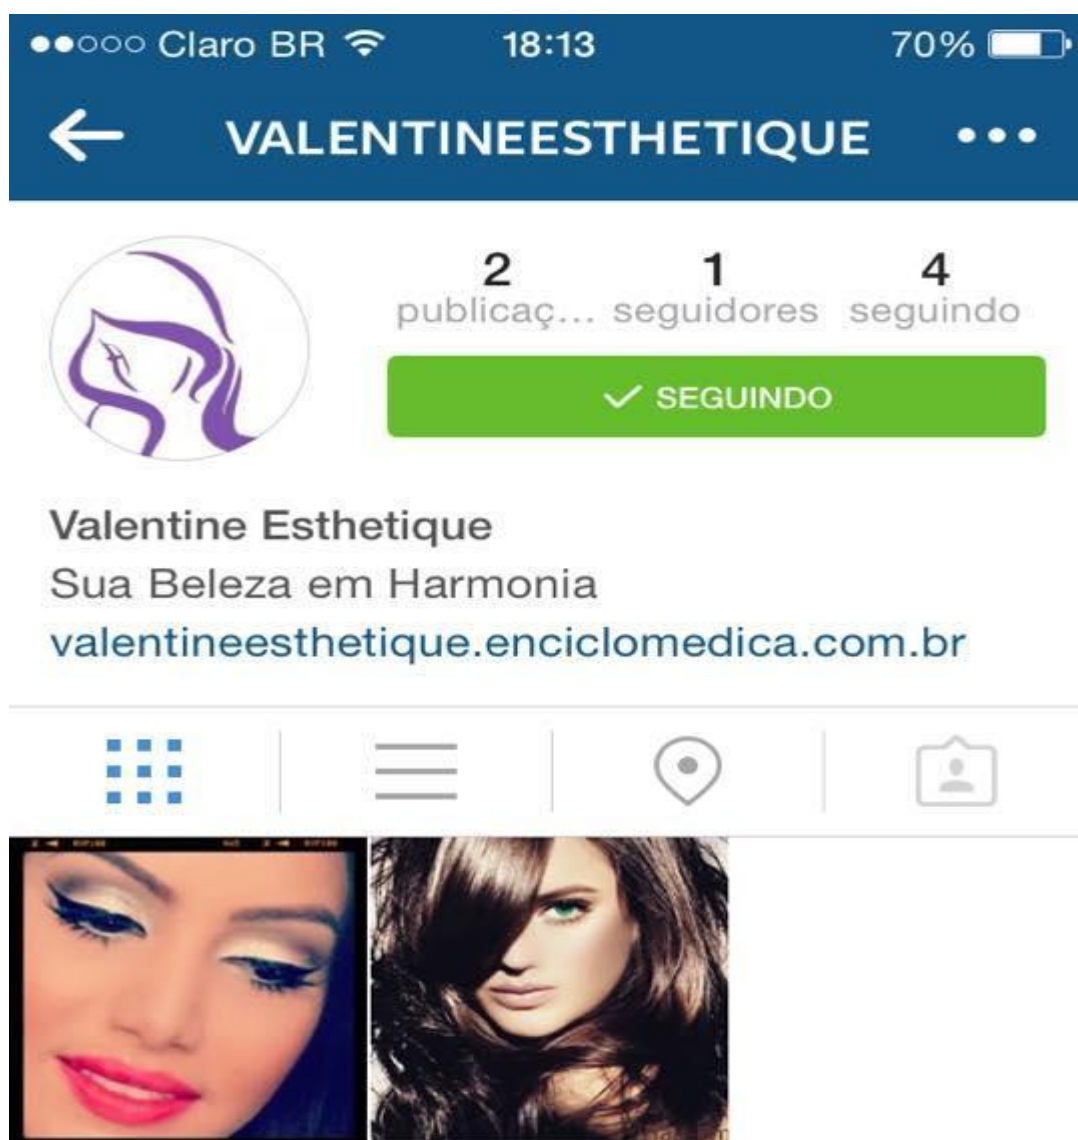 Claro BR 18:13 70%
VALENTINEESTHETIQUE
2 1 4
publicaç... seguidores seguindo
SEGUINDO
Valentine Esthetique
Sua Beleza em Harmonia
valentineesthetique.enciclomedica.com.br